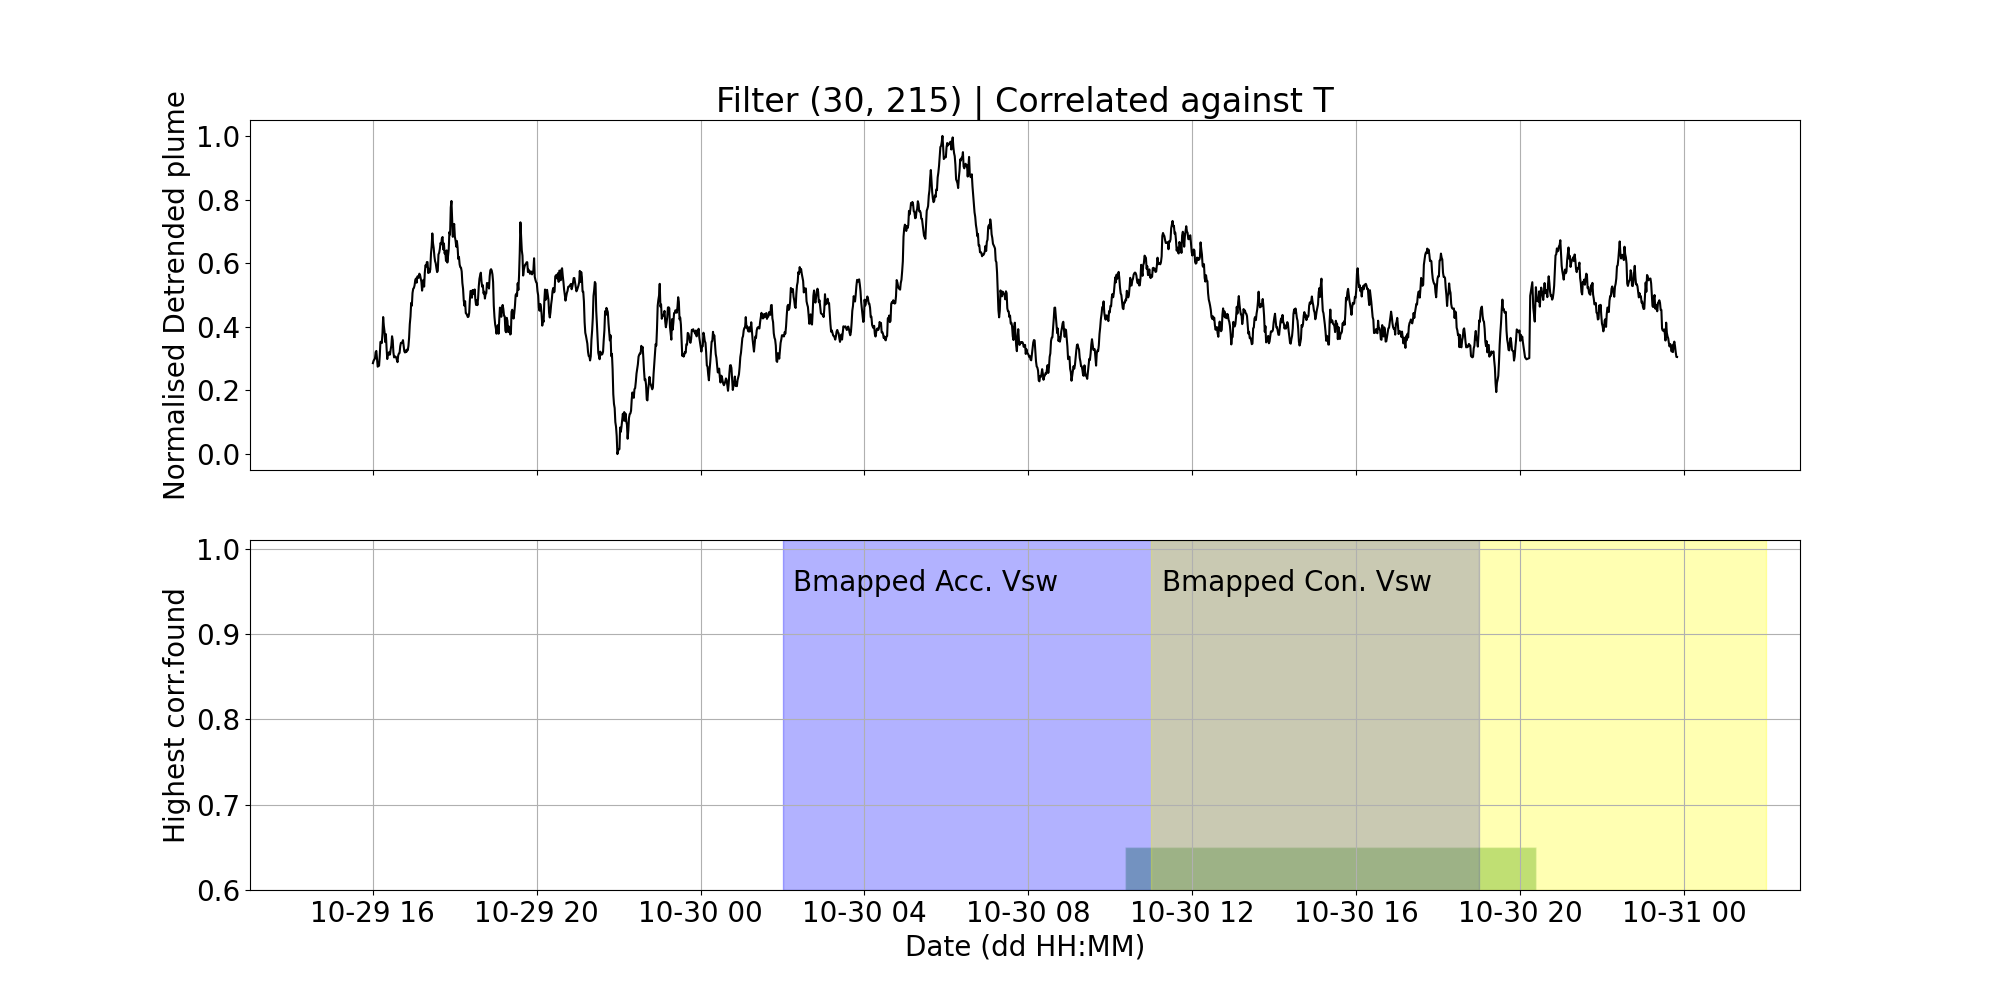 Filter (30, 215) | Correlated against T
Normalised Detrended plume
1.0
0.8
0.6
0.4
0.2
0.0
Highest corr.found
1.0
0.9
0.8
0.7
0.6
Bmapped Acc. Vsw
Bmapped Con. Vsw
10-29 16 10-29 20 10-30 00 10-30 04 10-30 08 10-30 12 10-30 16 10-30 20 10-31 00
Date (dd HH:MM)